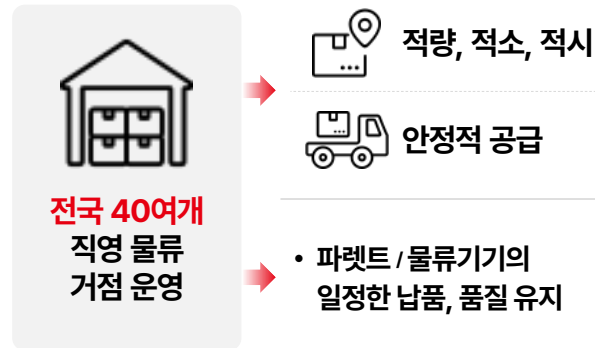 전국 40여개
직영 물류
거점 운영
적량, 적소, 적시
안정적 공급
• 파렛트 / 물류기기의
일정한 납품, 품질 유지